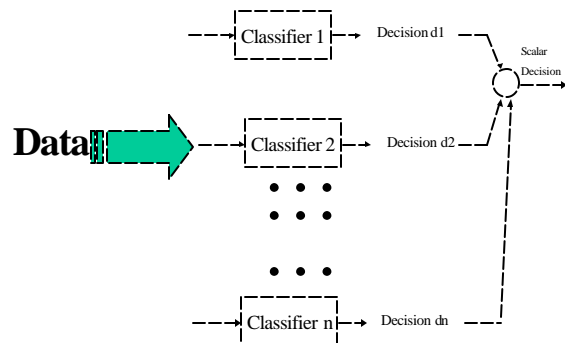 Classifier 1
Decision d1
Scalar
Decision
Data
Classifier 2
Decision d2
Classifier n
Decision dn